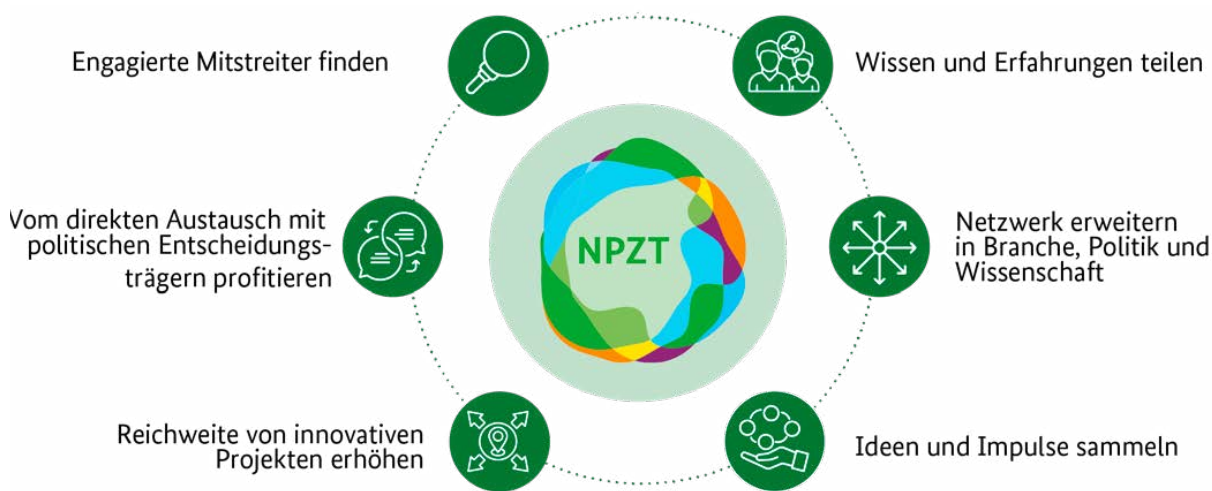 Engagierte Mitstreiter finden
Wissen und Erfahrungen teilen
Vom direkten Austausch mit
politischen Entscheidungs-
trägern profitieren
NPZT
Netzwerk erweitern
in Branche, Politik und
Wissenschaft
Reichweite von innovativen
Projekten erhöhen
Ideen und Impulse sammeln